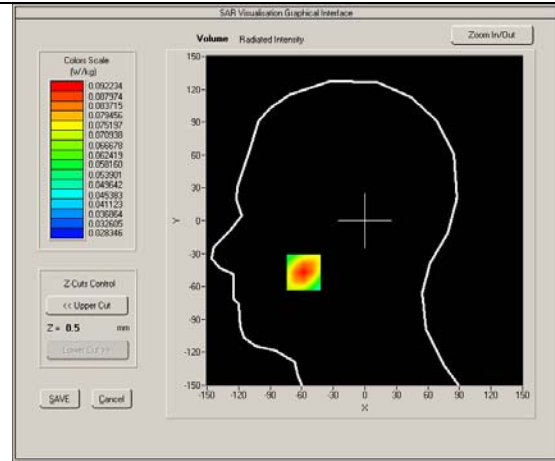 SAR Visualisation Graphical Interface
Volume Radiated Intensity
Zoom In/Out
Colors Scale
(W/kg)
0.092234
0.087974
0.083715
0.079456
0.075197
0.070938
0.066678
0.062419
0.058160
0.053901
0.049642
0.045383
0.041123
0.036864
0.032605
0.028346
Z-Cuts Control
<< Upper Cut
Z = 0.5 mm
Lower Cut >>
SAVE Cancel
150
120
90
60
30
Y 0
-30
-60
-90
-120
-150
-150 -120 -90 -60 -30 0 30 60 90 120 150
X